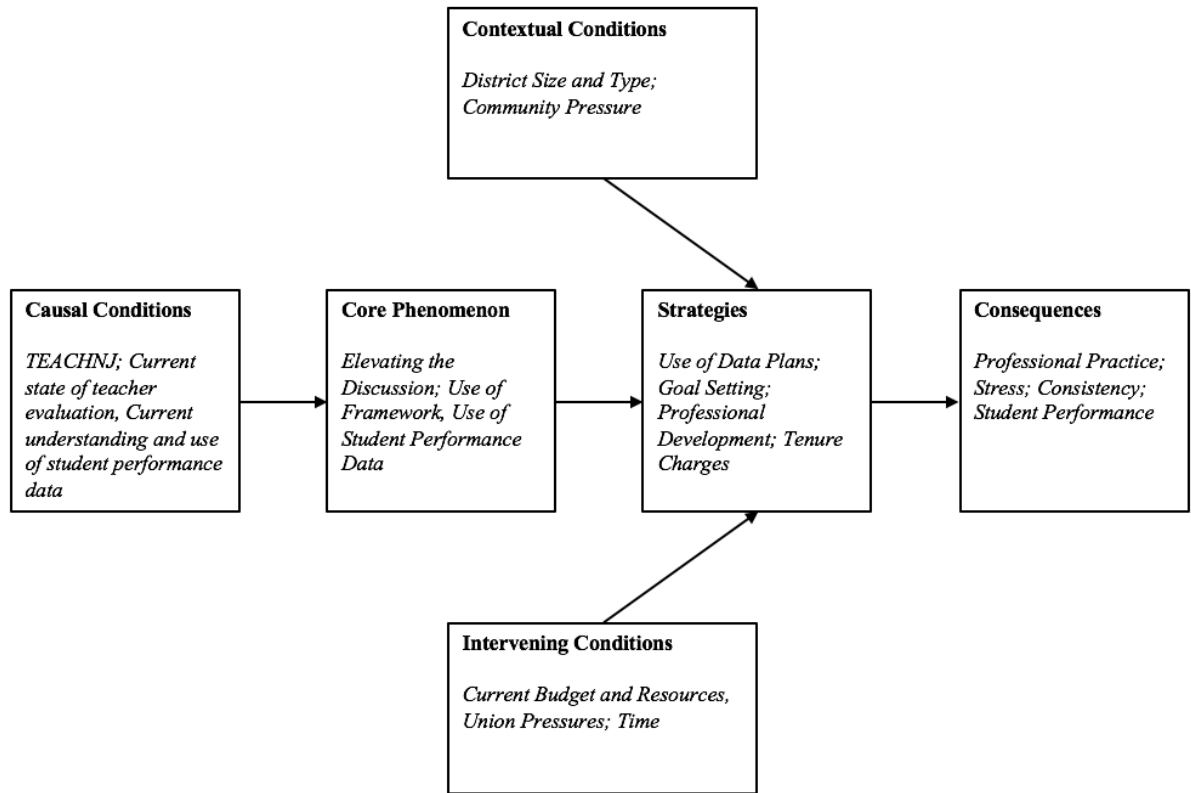 Contextual Conditions
District Size and Type;
Community Pressure
Causal Conditions
TEACHNJ; Current
state of teacher
evaluation, Current
understanding and use
of student performance
data
Core Phenomenon
Elevating the
Discussion; Use of
Framework, Use of
Student Performance
Data
Strategies
Use of Data Plans;
Goal Setting;
Professional
Development; Tenure
Charges
Consequences
Professional Practice;
Stress; Consistency;
Student Performance
Intervening Conditions
Current Budget and Resources,
Union Pressures; Time